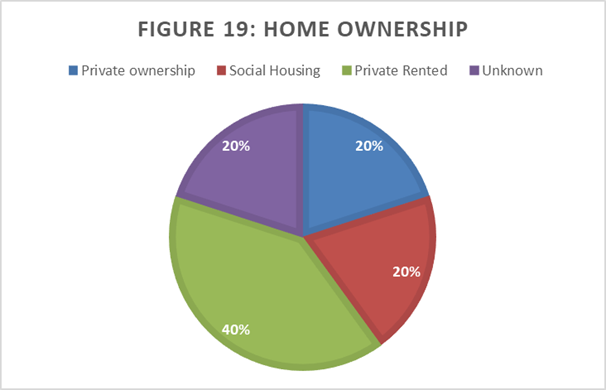 FIGURE 19: HOME OWNERSHIP
Private ownership Social Housing Private Rented Unknown
20% 20%
20%
40%